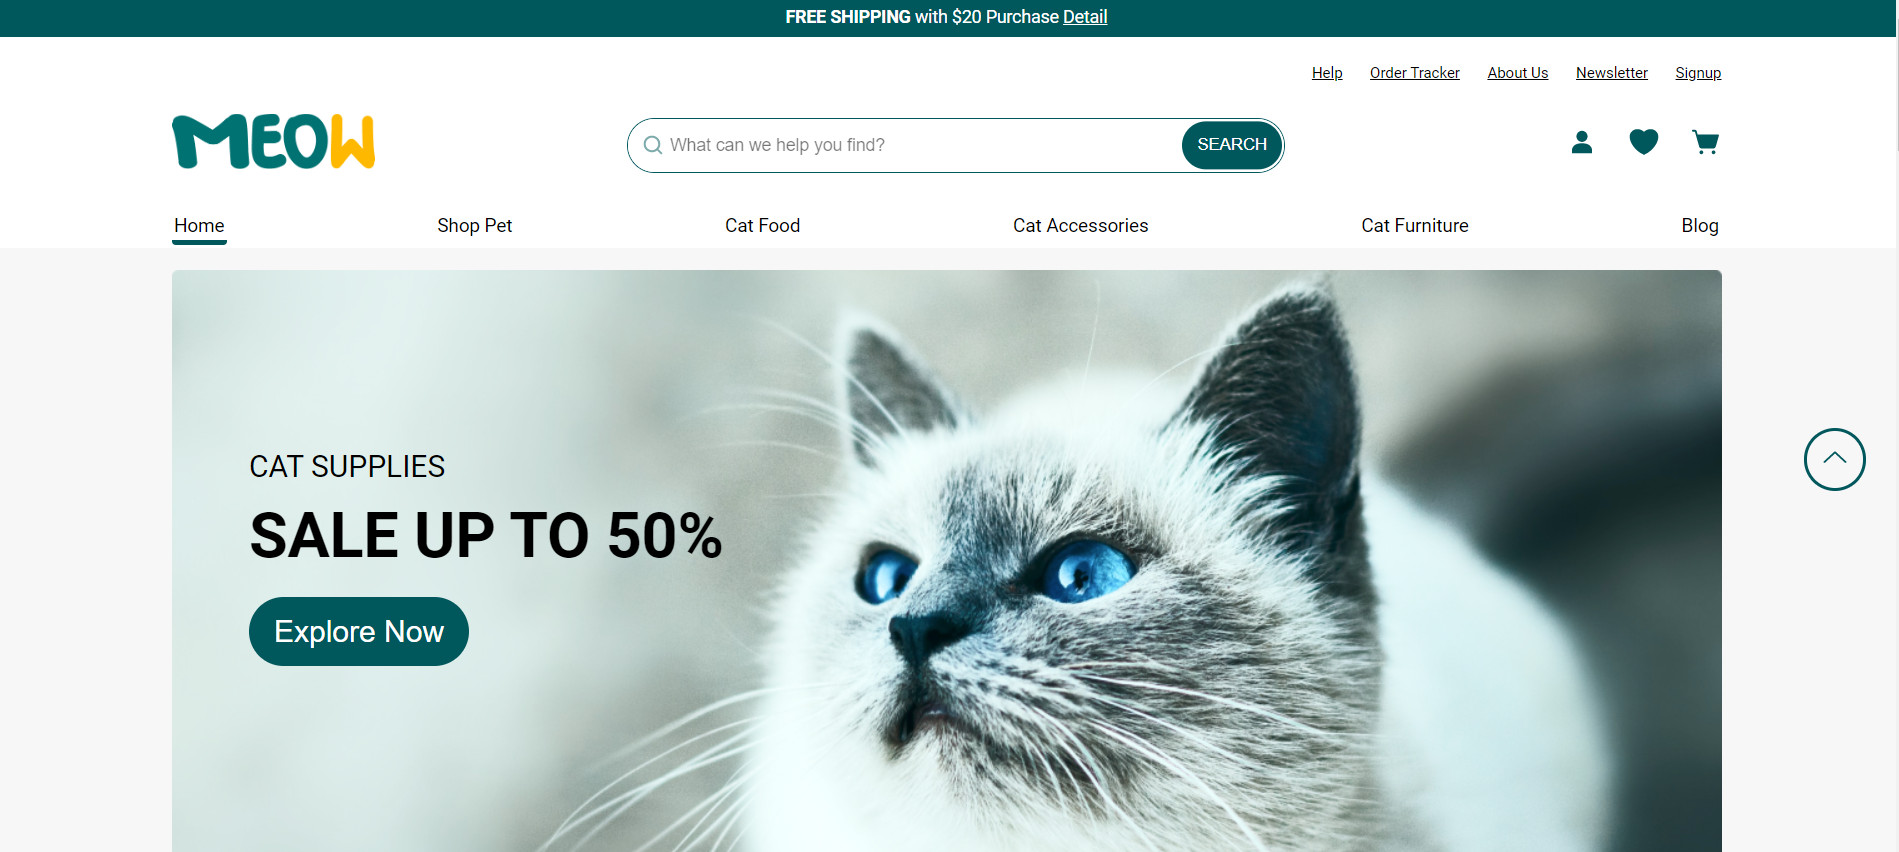 FREE SHIPPING with $20 Purchase Detail
Help Order Tracker About Us Newsletter Signup
MEOW
What can we help you find? SEARCH
Home Shop Pet Cat Food Cat Accessories Cat Furniture Blog
CAT SUPPLIES
SALE UP TO 50%
Explore Now